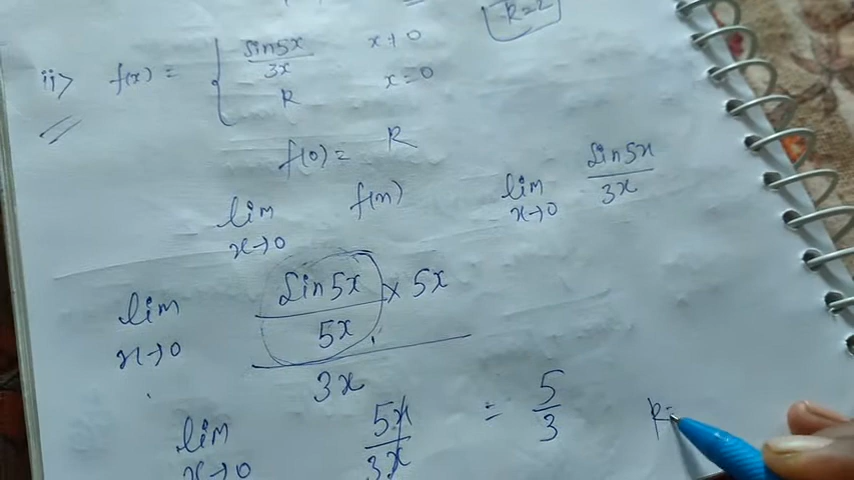 R=2
ii> f(x) = { sin5x/3x x≠0
R x=0
f(0) = R
lim x→0 f(x) lim x→0 sin5x/3x
lim x→0 (sin5x/5x × 5x)/3x
lim x→0 5x/3x = 5/3 R=